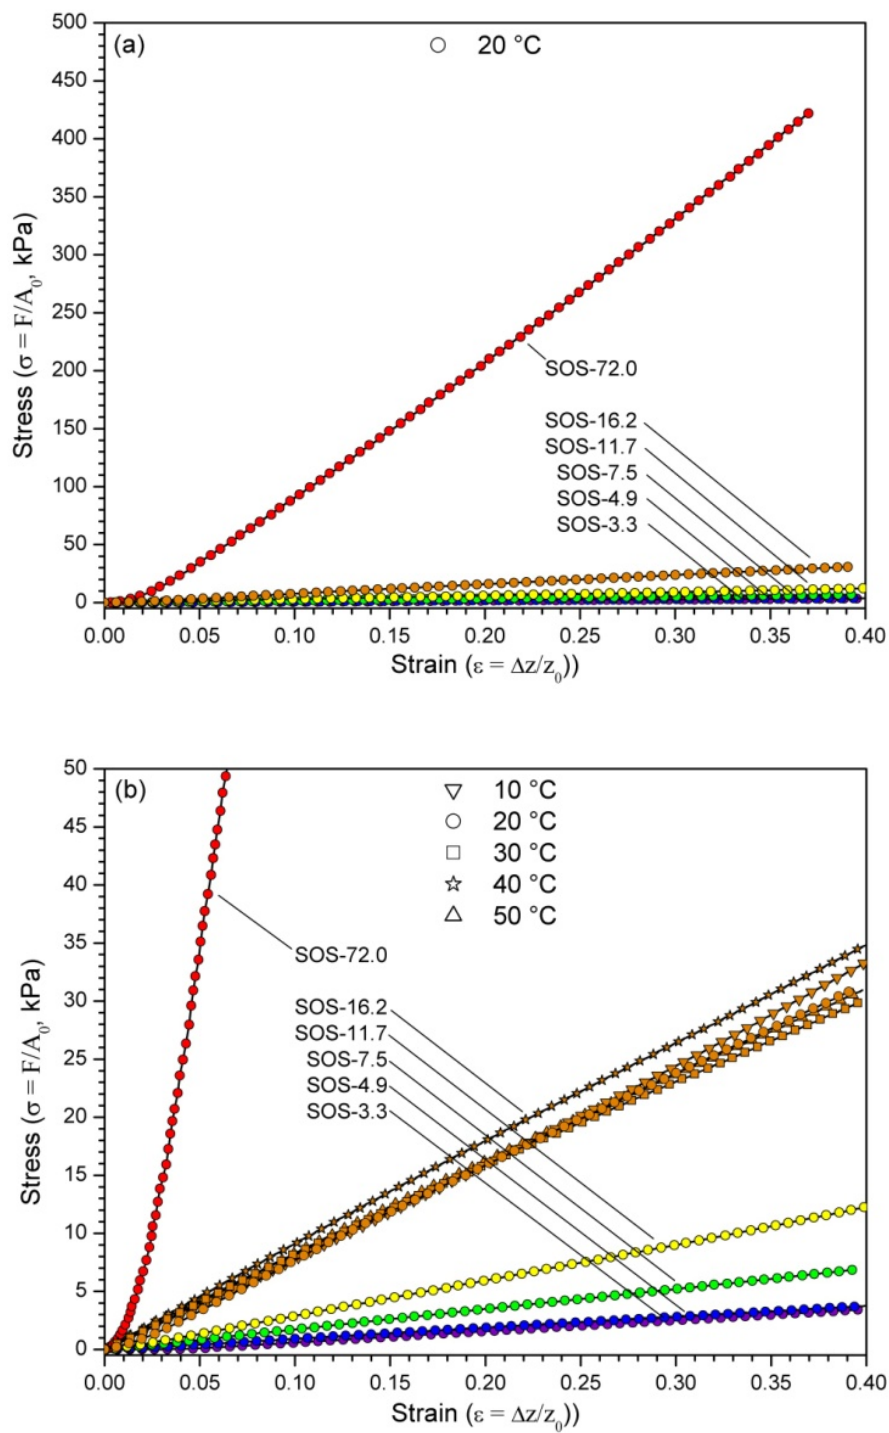 (a)
20 °C
500
450
400
350
300
250
200
150
100
50
0
Stress (σ = F/A₀, kPa)
SOS-72.0
SOS-16.2
SOS-11.7
SOS-7.5
SOS-4.9
SOS-3.3
0.00 0.05 0.10 0.15 0.20 0.25 0.30 0.35 0.40
Strain (ε = Δz/z₀))
(b)
10 °C
20 °C
30 °C
40 °C
50 °C
50
45
40
35
30
25
20
15
10
5
0
Stress (σ = F/A₀, kPa)
SOS-72.0
SOS-16.2
SOS-11.7
SOS-7.5
SOS-4.9
SOS-3.3
0.00 0.05 0.10 0.15 0.20 0.25 0.30 0.35 0.40
Strain (ε = Δz/z₀))